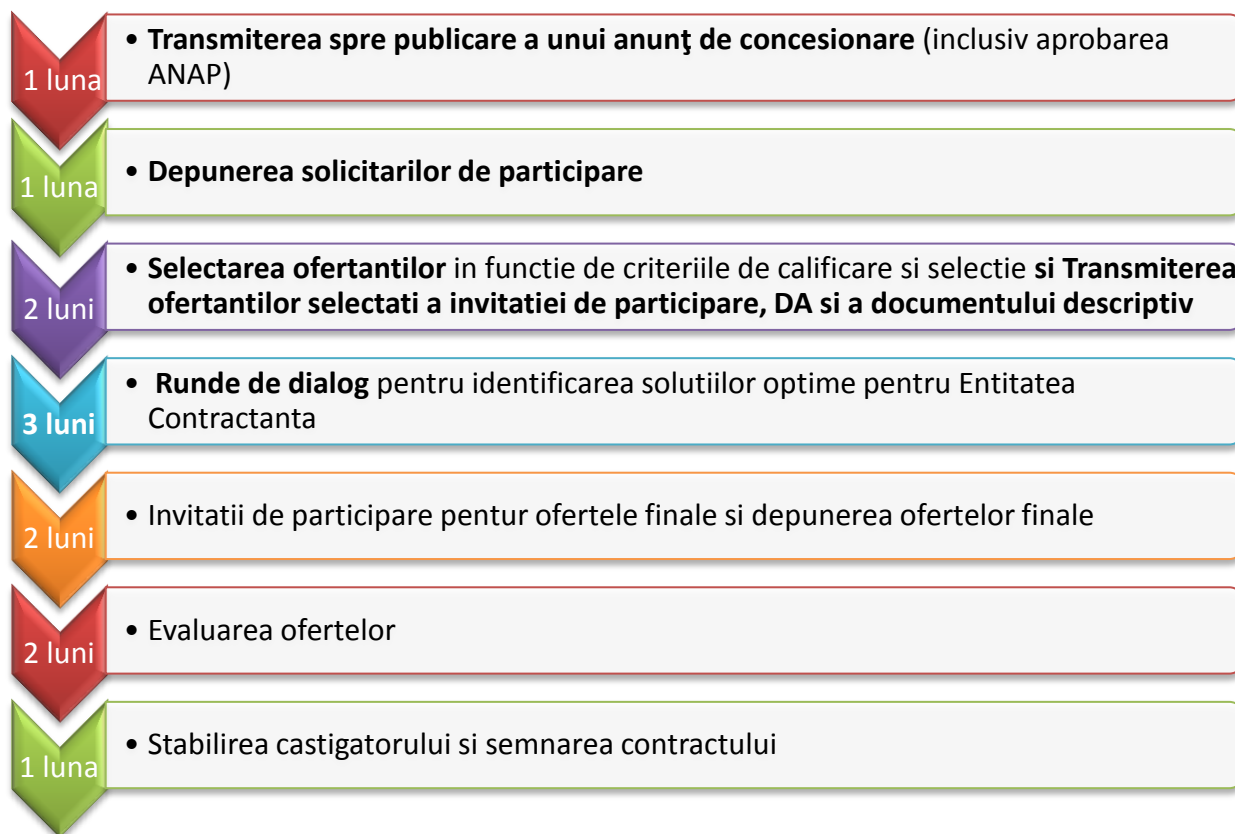 1 luna
• Transmiterea spre publicare a unui anunţ de concesionare (inclusiv aprobarea
ANAP)
1 luna
• Depunerea solicitarilor de participare
2 luni
• Selectarea ofertantilor in functie de criteriile de calificare si selectie si Transmiterea
ofertantilor selectati a invitatiei de participare, DA si a documentului descriptiv
3 luni
• Runde de dialog pentru identificarea solutiilor optime pentru Entitatea
Contractanta
2 luni
• Invitatii de participare pentur ofertele finale si depunerea ofertelor finale
2 luni
• Evaluarea ofertelor
1 luna
• Stabilirea castigatorului si semnarea contractului